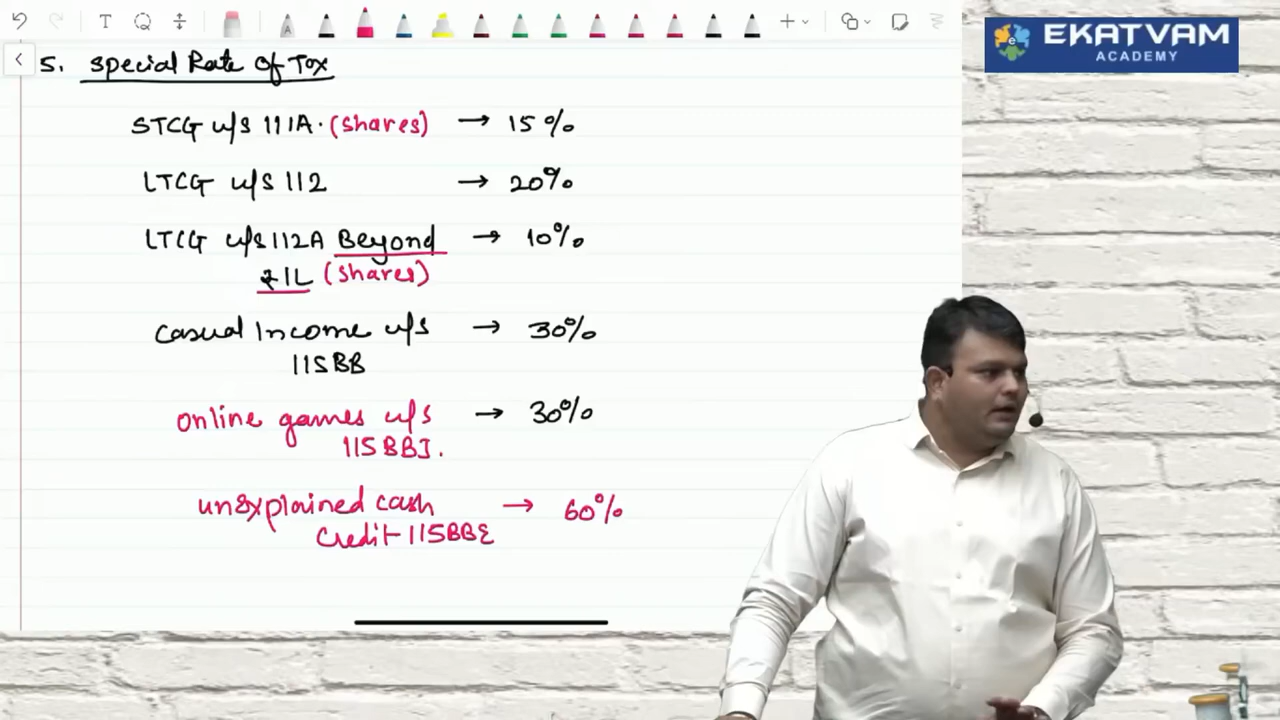 EKATVAM
ACADEMY
5. Special Rate Of Tax
STCG u/s 111A. (Shares) → 15%
LTCG u/s 112 → 20%
LTCG u/s 112A Beyond → 10%
₹1L (Shares)
Casual Income u/s → 30%
115BB
Online games u/s → 30%
115BBJ.
unexplained cash → 60%
Credit-115BBE